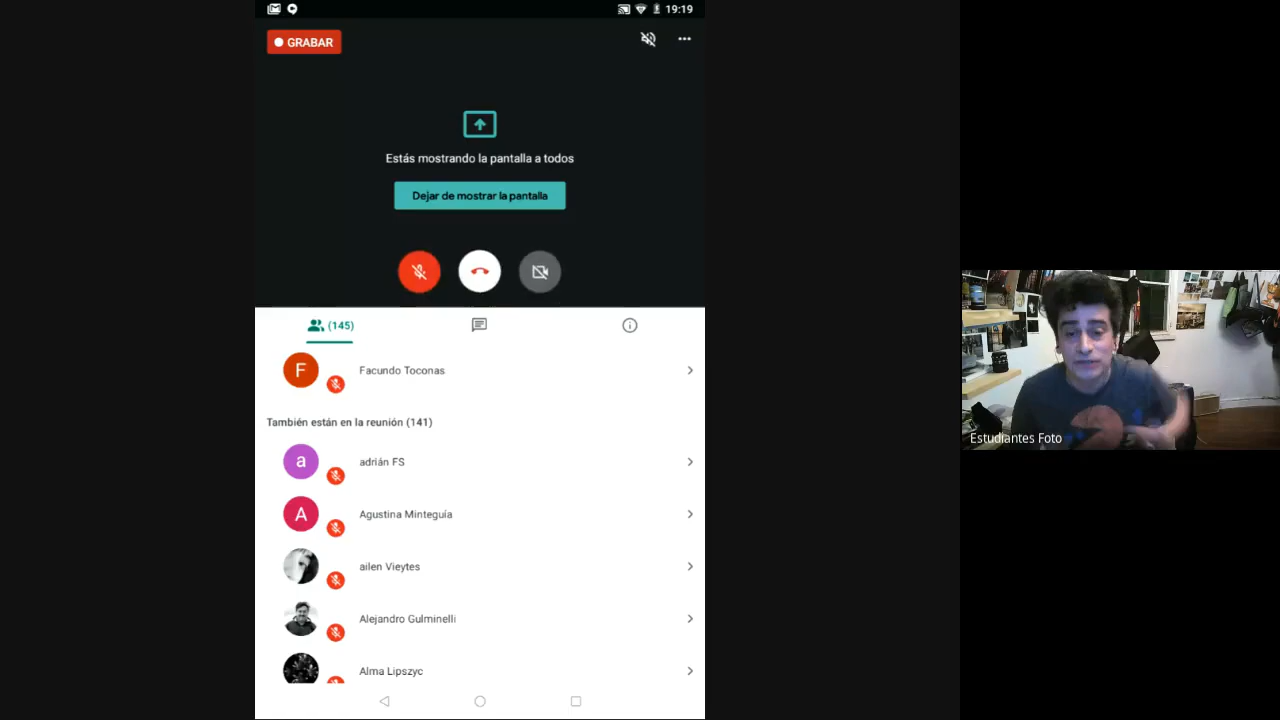 19:19
GRABAR
Estás mostrando la pantalla a todos
Dejar de mostrar la pantalla
(145)
F
Facundo Toconas
También están en la reunión (141)
a
adrián FS
A
Agustina Minteguía
ailen Vieytes
Alejandro Gulminelli
Alma Lipszyc
Estudiantes Foto